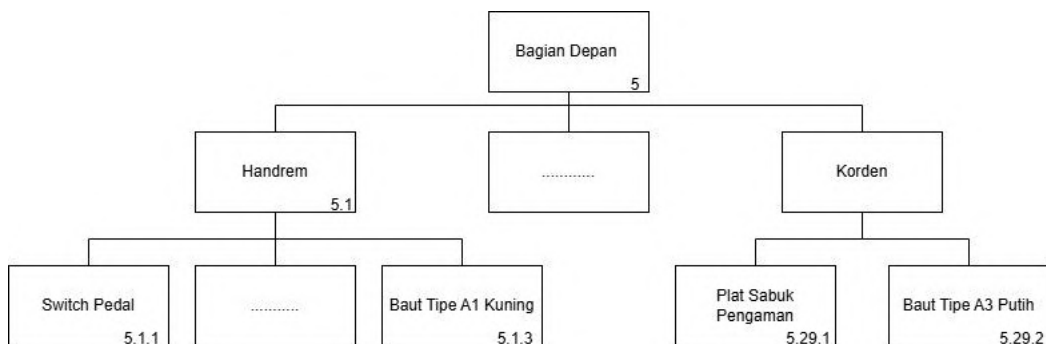 Bagian Depan
5
Handrem
5.1
............
Korden
Switch Pedal
5.1.1
...........
Baut Tipe A1 Kuning
5.1.3
Plat Sabuk
Pengaman
5.29.1
Baut Tipe A3 Putih
5.29.2